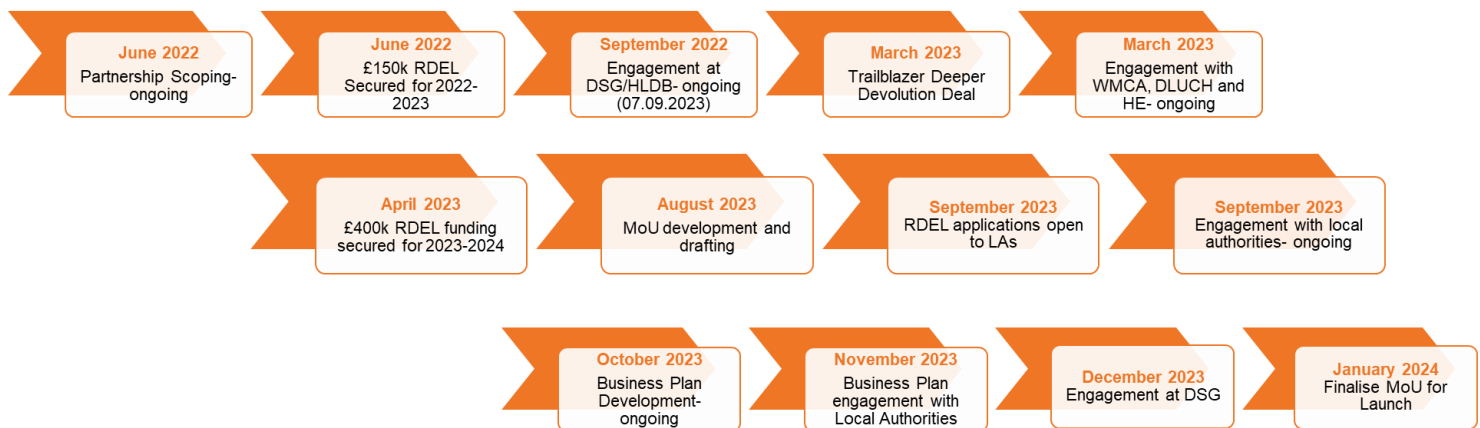 June 2022
Partnership Scoping-
ongoing
June 2022
£150k RDEL
Secured for 2022-
2023
September 2022
Engagement at
DSG/HLDB- ongoing
(07.09.2023)
March 2023
Trailblazer Deeper
Devolution Deal
March 2023
Engagement with
WMCA, DLUCH and
HE- ongoing
April 2023
£400k RDEL funding
secured for 2023-2024
August 2023
MoU development and
drafting
September 2023
RDEL applications open
to LAs
September 2023
Engagement with local
authorities- ongoing
October 2023
Business Plan
Development-
ongoing
November 2023
Business Plan
engagement with
Local Authorities
December 2023
Engagement at DSG
January 2024
Finalise MoU for
Launch